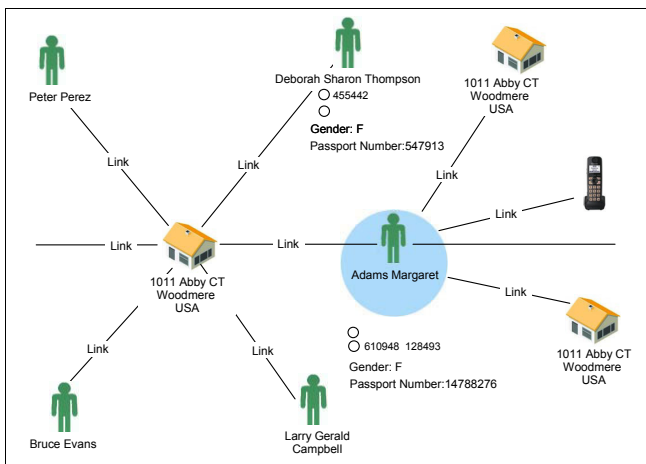 Peter Perez
Deborah Sharon Thompson
455442
Gender: F
Passport Number:547913
1011 Abby CT
Woodmere
USA
Link
Link
Link
Link
Link
Link
Adams Margaret
1011 Abby CT
Woodmere
USA
Link
1011 Abby CT
Woodmere
USA
610948 128493
Gender: F
Passport Number:14788276
Link
Link
Bruce Evans
Larry Gerald
Campbell